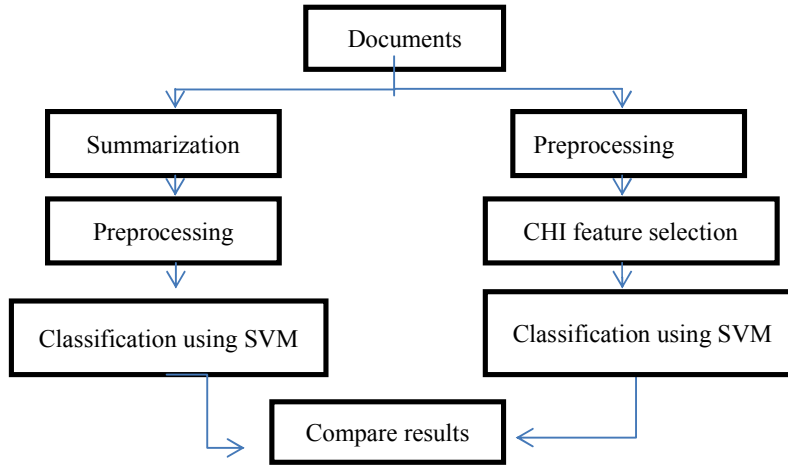 Documents
Summarization
Preprocessing
Preprocessing
CHI feature selection
Classification using SVM
Classification using SVM
Compare results